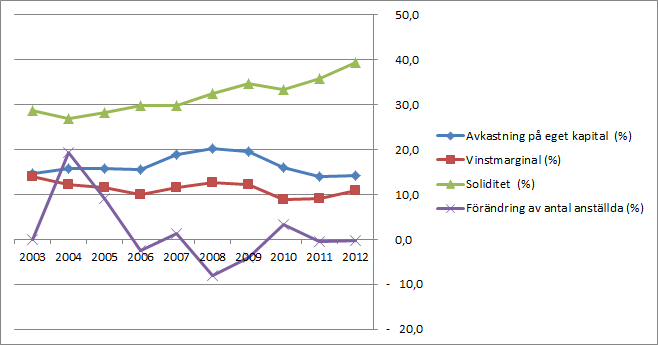 50,0
40,0
30,0
20,0
10,0
0,0
- 10,0
- 20,0
2003 2004 2005 2006 2007 2008 2009 2010 2011 2012
Avkastning på eget kapital (%)
Vinstmarginal (%)
Soliditet (%)
Förändring av antal anställda (%)